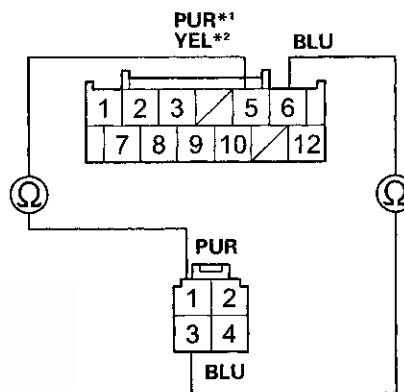 PUR*1
YEL*2
BLU
1 2 3 5 6
7 8 9 10 12
Ω Ω
PUR
1 2
3 4
BLU